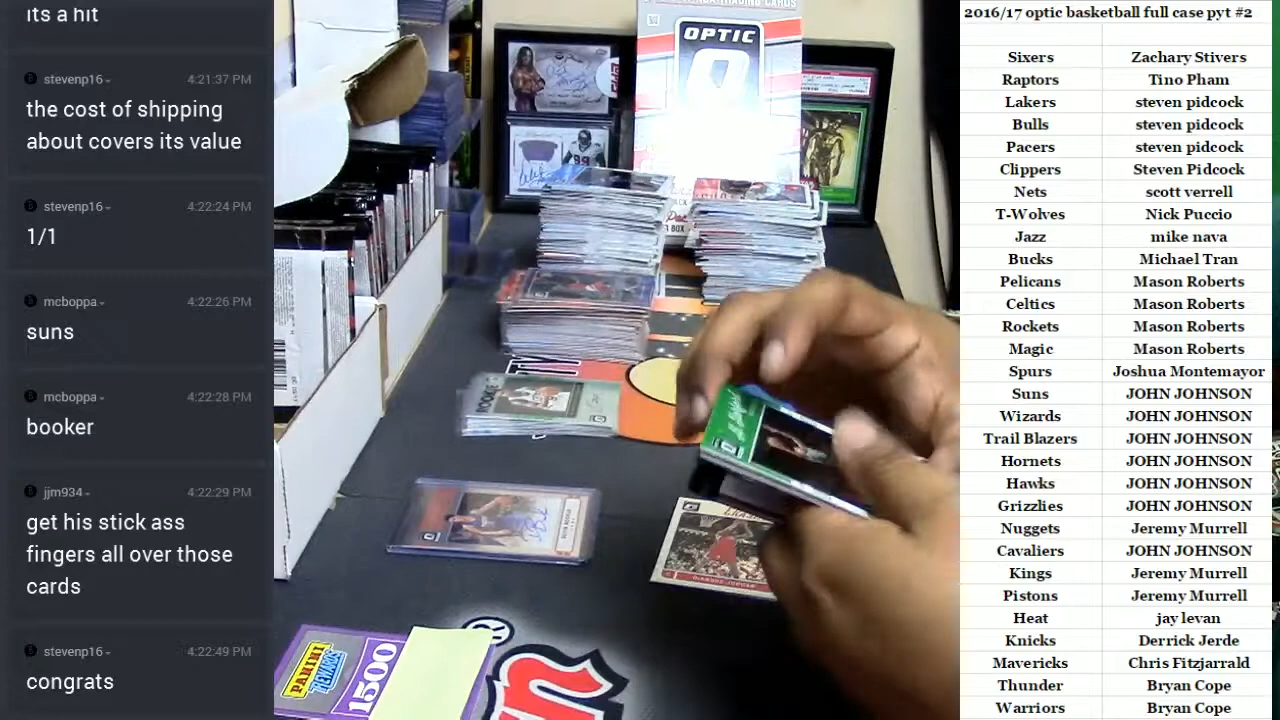 its a hit
stevenp16
4:21:37 PM
the cost of shipping
about covers its value
stevenp16
4:22:24 PM
1/1
mcboppa
4:22:26 PM
suns
mcboppa
4:22:28 PM
booker
jjm934
4:22:29 PM
get his stick ass
fingers all over those
cards
stevenp16
4:22:49 PM
congrats
TRADING CARDS
OPTIC
BOX
ROOKIE
DEANDRE JORDAN
PANINI
REWARDS
1500
®
2016/17 optic basketball full case pyt #2
Sixers Zachary Stivers
Raptors Tino Pham
Lakers steven pidcock
Bulls steven pidcock
Pacers steven pidcock
Clippers Steven Pidcock
Nets scott verrell
T-Wolves Nick Puccio
Jazz mike nava
Bucks Michael Tran
Pelicans Mason Roberts
Celtics Mason Roberts
Rockets Mason Roberts
Magic Mason Roberts
Spurs Joshua Montemayor
Suns JOHN JOHNSON
Wizards JOHN JOHNSON
Trail Blazers JOHN JOHNSON
Hornets JOHN JOHNSON
Hawks JOHN JOHNSON
Grizzlies JOHN JOHNSON
Nuggets Jeremy Murrell
Cavaliers JOHN JOHNSON
Kings Jeremy Murrell
Pistons Jeremy Murrell
Heat jay levan
Knicks Derrick Jerde
Mavericks Chris Fitzjarrald
Thunder Bryan Cope
Warriors Bryan Cope